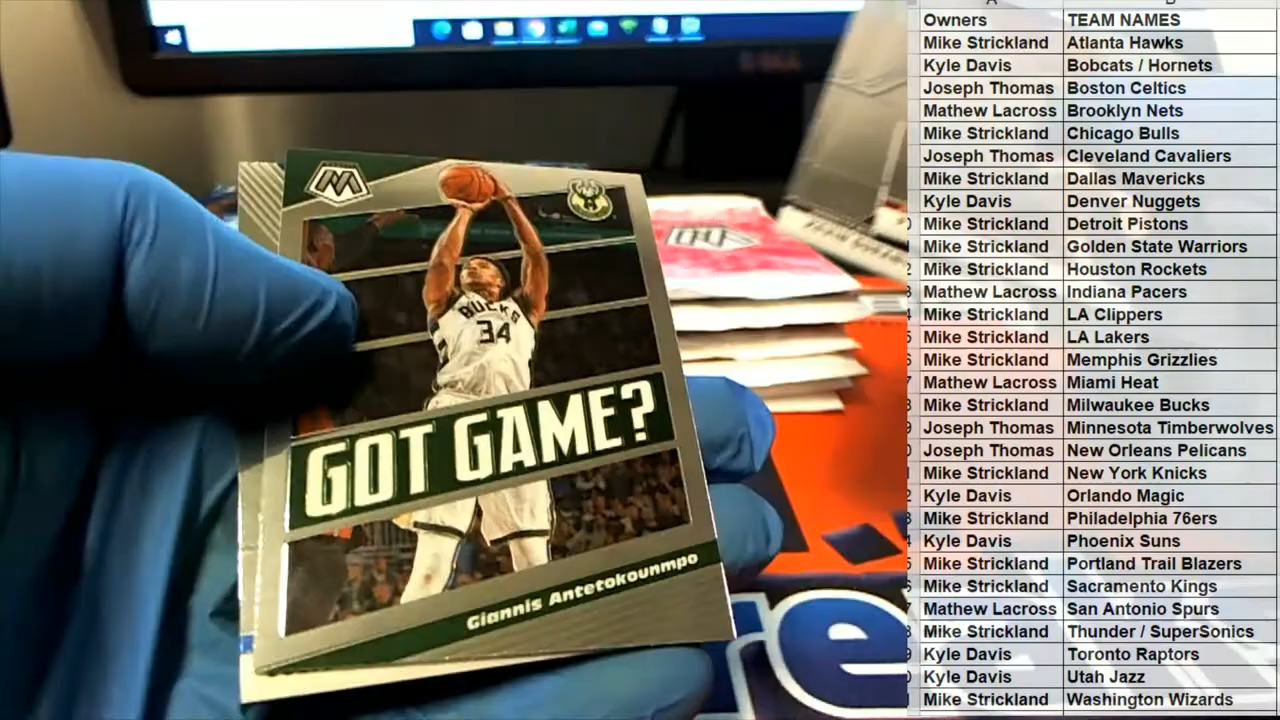 BUCKS
34
GOT GAME?
Giannis Antetokounmpo
re
Owners TEAM NAMES
Mike Strickland Atlanta Hawks
Kyle Davis Bobcats / Hornets
Joseph Thomas Boston Celtics
Mathew Lacross Brooklyn Nets
Mike Strickland Chicago Bulls
Joseph Thomas Cleveland Cavaliers
Mike Strickland Dallas Mavericks
Kyle Davis Denver Nuggets
Mike Strickland Detroit Pistons
Mike Strickland Golden State Warriors
Mike Strickland Houston Rockets
Mathew Lacross Indiana Pacers
Mike Strickland LA Clippers
Mike Strickland LA Lakers
Mike Strickland Memphis Grizzlies
Mathew Lacross Miami Heat
Mike Strickland Milwaukee Bucks
Joseph Thomas Minnesota Timberwolves
Joseph Thomas New Orleans Pelicans
Mike Strickland New York Knicks
Kyle Davis Orlando Magic
Mike Strickland Philadelphia 76ers
Kyle Davis Phoenix Suns
Mike Strickland Portland Trail Blazers
Mike Strickland Sacramento Kings
Mathew Lacross San Antonio Spurs
Mike Strickland Thunder / SuperSonics
Kyle Davis Toronto Raptors
Kyle Davis Utah Jazz
Mike Strickland Washington Wizards